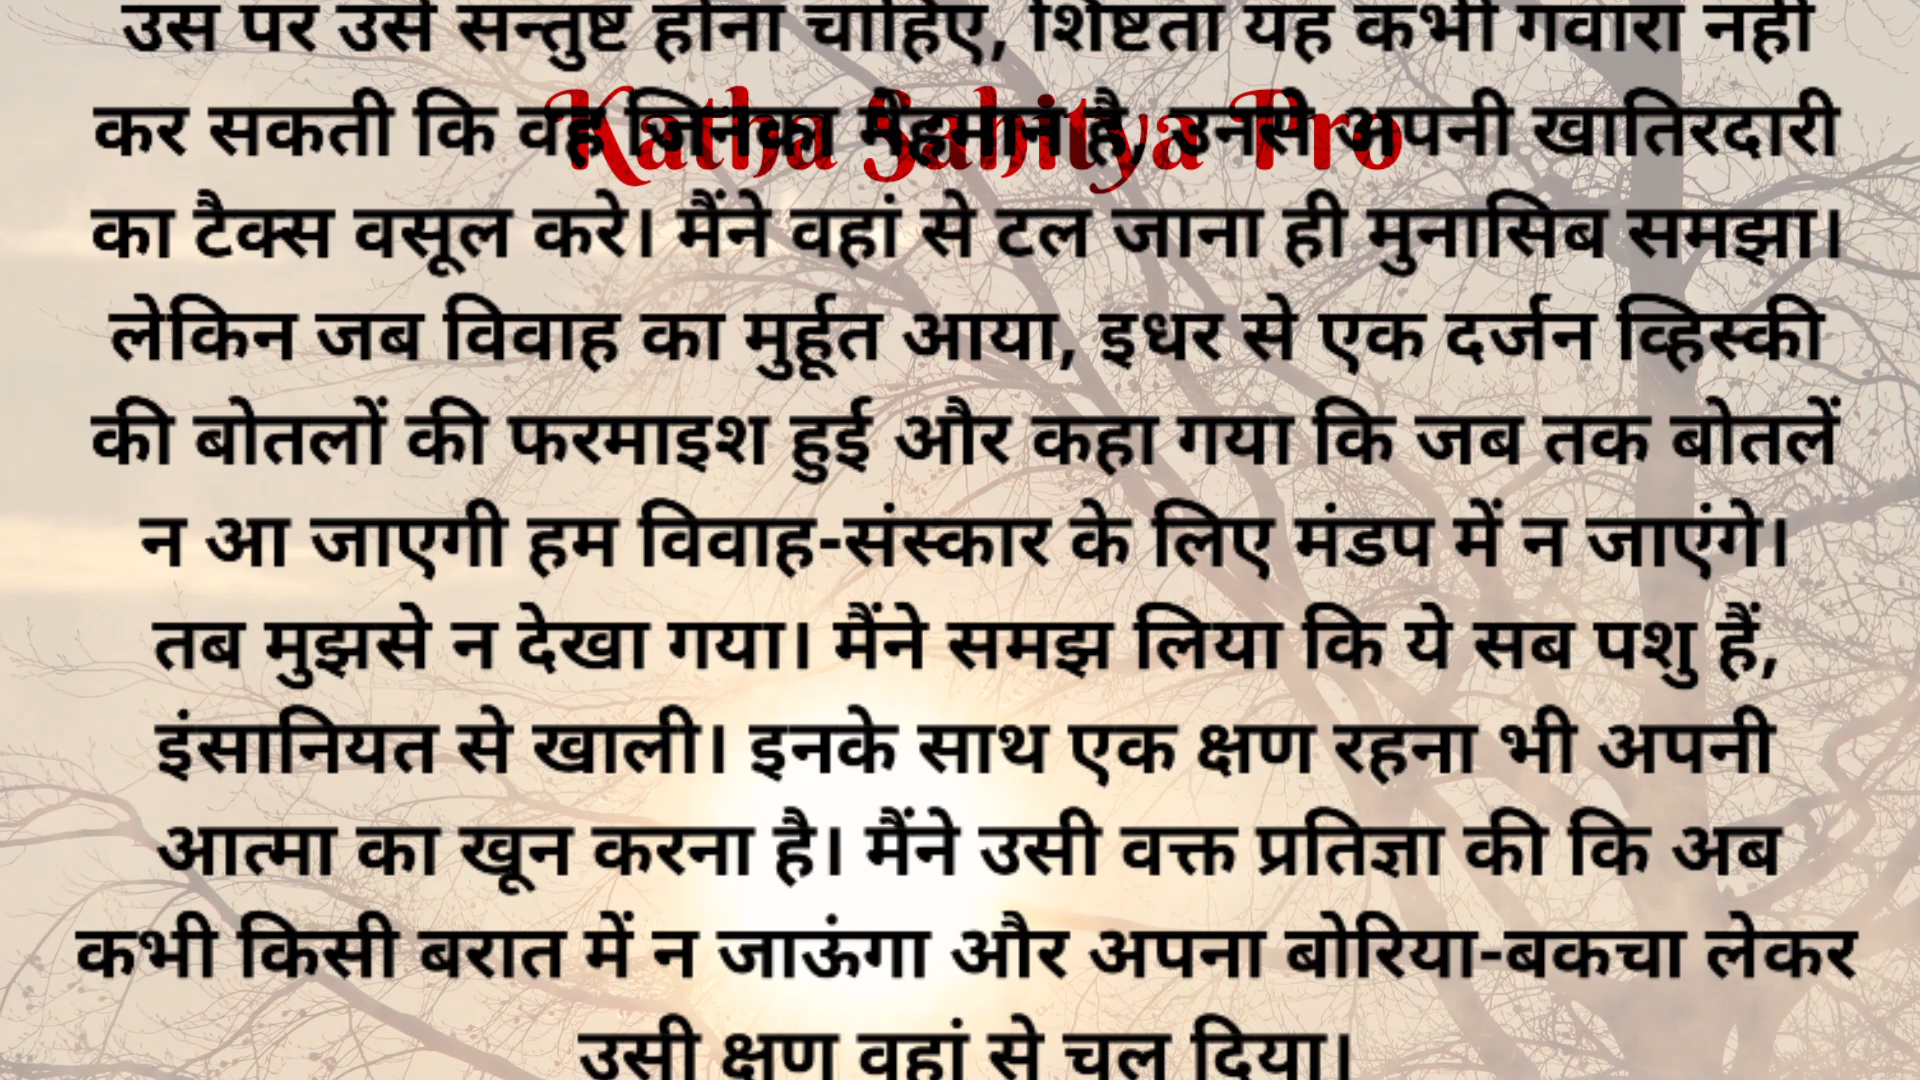 उस पर उसे सन्तुष्ट होना चाहिए, शिष्टता यह कभी गवारा नहीं
कर सकती कि वह जिनका मेहमान है, उनसे अपनी खातिरदारी
Katha Sahitya Pro
का टैक्स वसूल करे। मैंने वहां से टल जाना ही मुनासिब समझा।
लेकिन जब विवाह का मुर्हूत आया, इधर से एक दर्जन व्हिस्की
की बोतलों की फरमाइश हुई और कहा गया कि जब तक बोतलें
न आ जाएगी हम विवाह-संस्कार के लिए मंडप में न जाएंगे।
तब मुझसे न देखा गया। मैंने समझ लिया कि ये सब पशु हैं,
इंसानियत से खाली। इनके साथ एक क्षण रहना भी अपनी
आत्मा का खून करना है। मैंने उसी वक्त प्रतिज्ञा की कि अब
कभी किसी बरात में न जाऊंगा और अपना बोरिया-बकचा लेकर
उसी क्षण वहां से चल दिया।